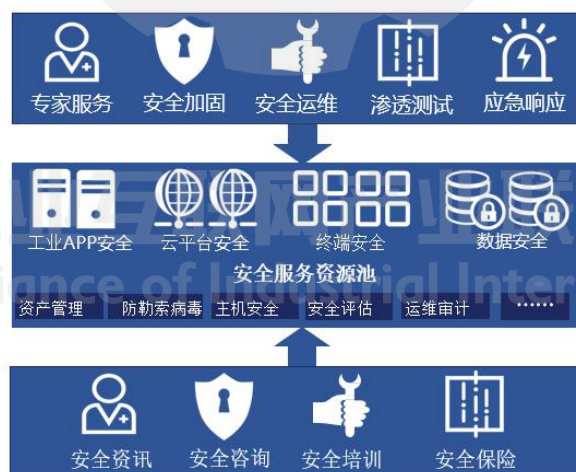 专家服务 安全加固 安全运维 渗透测试 应急响应
工业APP安全 云平台安全 终端安全 数据安全
安全服务资源池
资产管理 防勒索病毒 主机安全 安全评估 运维审计 ······
安全资讯 安全咨询 安全培训 安全保险